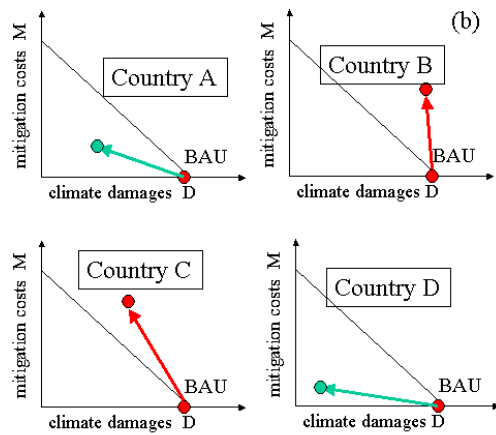 (b)
mitigation costs M
Country A
BAU
climate damages D
mitigation costs M
Country B
BAU
climate damages D
mitigation costs M
Country C
BAU
climate damages D
mitigation costs M
Country D
BAU
climate damages D